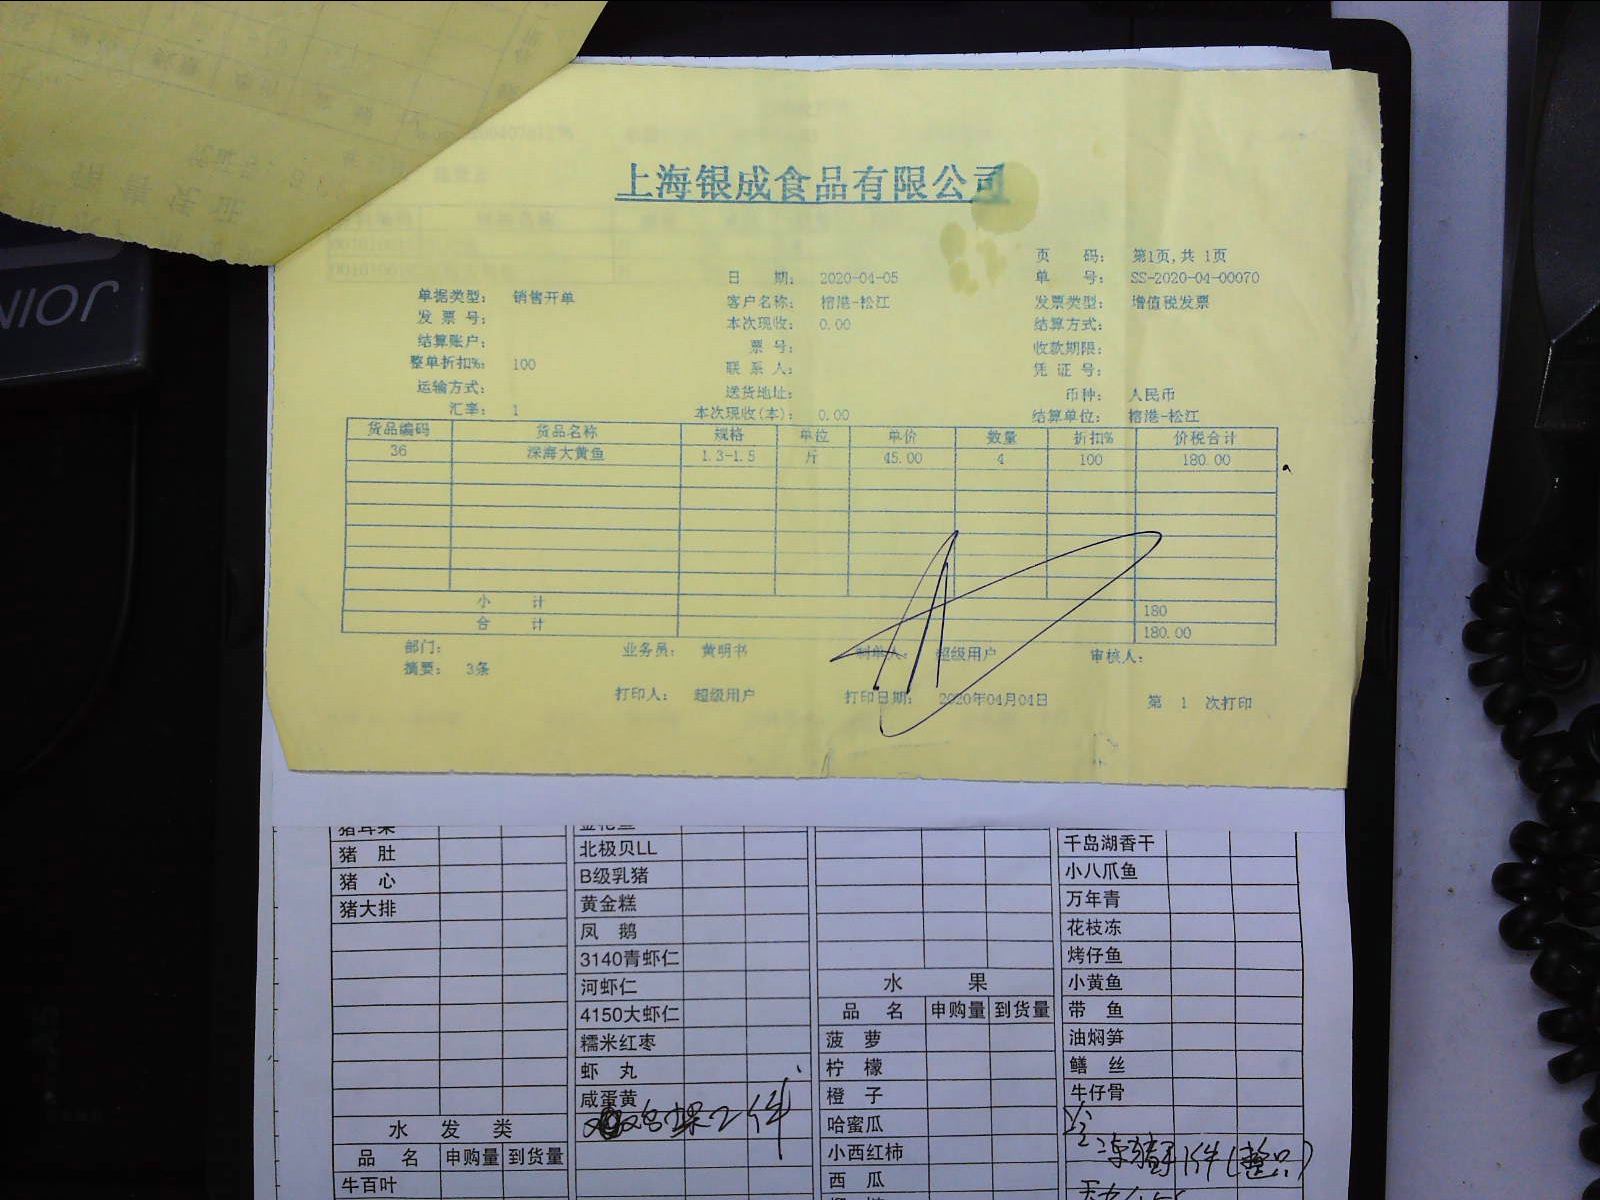 上海银成食品有限公司
页 码: 第1页,共 1页
日 期: 2020-04-05 单 号: SS-2020-04-00070
单据类型: 销售开单 客户名称: 榕港-松江 发票类型: 增值税发票
发 票 号: 本次现收: 0.00 结算方式:
结算账户: 票 号: 收款期限:
整单折扣%: 100 联 系 人: 凭 证 号:
运输方式: 送货地址: 币种: 人民币
汇率: 1 本次现收(本): 0.00 结算单位: 榕港-松江
货品编码 货品名称 规格 单位 单价 数量 折扣% 价税合计
36 深海大黄鱼 1.3-1.5 斤 45.00 4 100 180.00
小 计 180
合 计 180.00
部门: 业务员: 黄明书 制单人: 超级用户 审核人:
摘要: 3条
打印人: 超级用户 打印日期: 2020年04月04日 第 1 次打印
JOIN
猪 肚
猪 心
猪大排
水 发 类
品 名 申购量 到货量
牛百叶
北极贝LL
B级乳猪
黄金糕
凤 鹅
3140青虾仁
河虾仁
4150大虾仁
糯米红枣
虾 丸
咸蛋黄
2件
水 果
品 名 申购量 到货量
菠 萝
柠 檬
橙 子
哈蜜瓜
小西红柿
西 瓜
千岛湖香干
小八爪鱼
万年青
花枝冻
烤仔鱼
小黄鱼
带 鱼
油焖笋
鳝 丝
牛仔骨